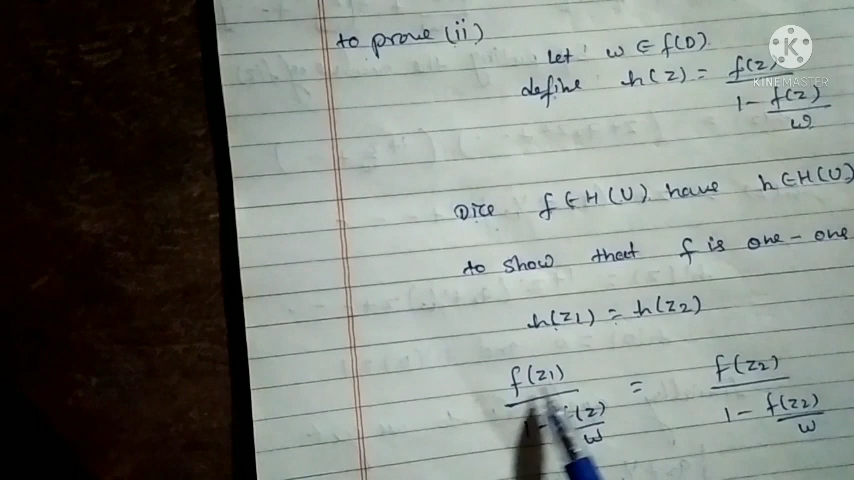 to prove (ii)
let w ∈ f(D)
define h(z) = f(z) / (1 - f(z)/w)
KINEMASTER
f ∈ H(U) have h ∈ H(U)
to show that f is one-one
h(z1) = h(z2)
f(z1) / (1 - f(z)/w) = f(z2) / (1 - f(z2)/w)